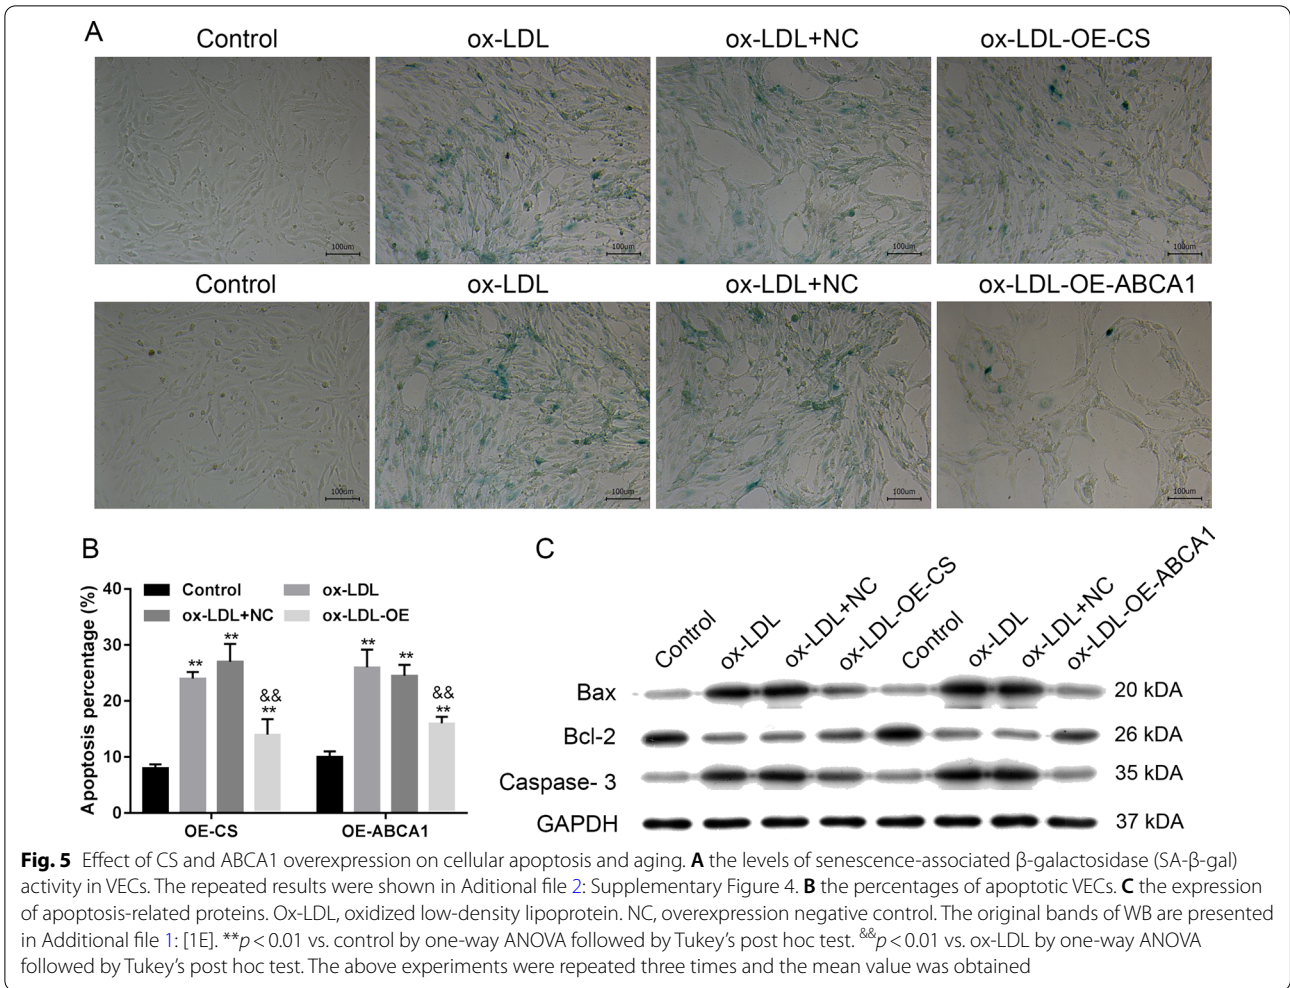 A
Control ox-LDL ox-LDL+NC ox-LDL-OE-CS
100um 100um 100um 100um
Control ox-LDL ox-LDL+NC ox-LDL-OE-ABCA1
100um 100um 100um 100um
B
Apoptosis percentage (%)
40
30
20
10
0
Control ox-LDL
ox-LDL+NC ox-LDL-OE
** ** && ** ** ** && **
OE-CS OE-ABCA1
C
Control ox-LDL ox-LDL+NC ox-LDL-OE-CS Control ox-LDL ox-LDL+NC ox-LDL-OE-ABCA1
Bax 20 kDA
Bcl-2 26 kDA
Caspase- 3 35 kDA
GAPDH 37 kDA
Fig. 5 Effect of CS and ABCA1 overexpression on cellular apoptosis and aging. A the levels of senescence-associated β-galactosidase (SA-β-gal)
activity in VECs. The repeated results were shown in Aditional file 2: Supplementary Figure 4. B the percentages of apoptotic VECs. C the expression
of apoptosis-related proteins. Ox-LDL, oxidized low-density lipoprotein. NC, overexpression negative control. The original bands of WB are presented
in Additional file 1: [1E]. **p < 0.01 vs. control by one-way ANOVA followed by Tukey's post hoc test. &&p < 0.01 vs. ox-LDL by one-way ANOVA
followed by Tukey's post hoc test. The above experiments were repeated three times and the mean value was obtained